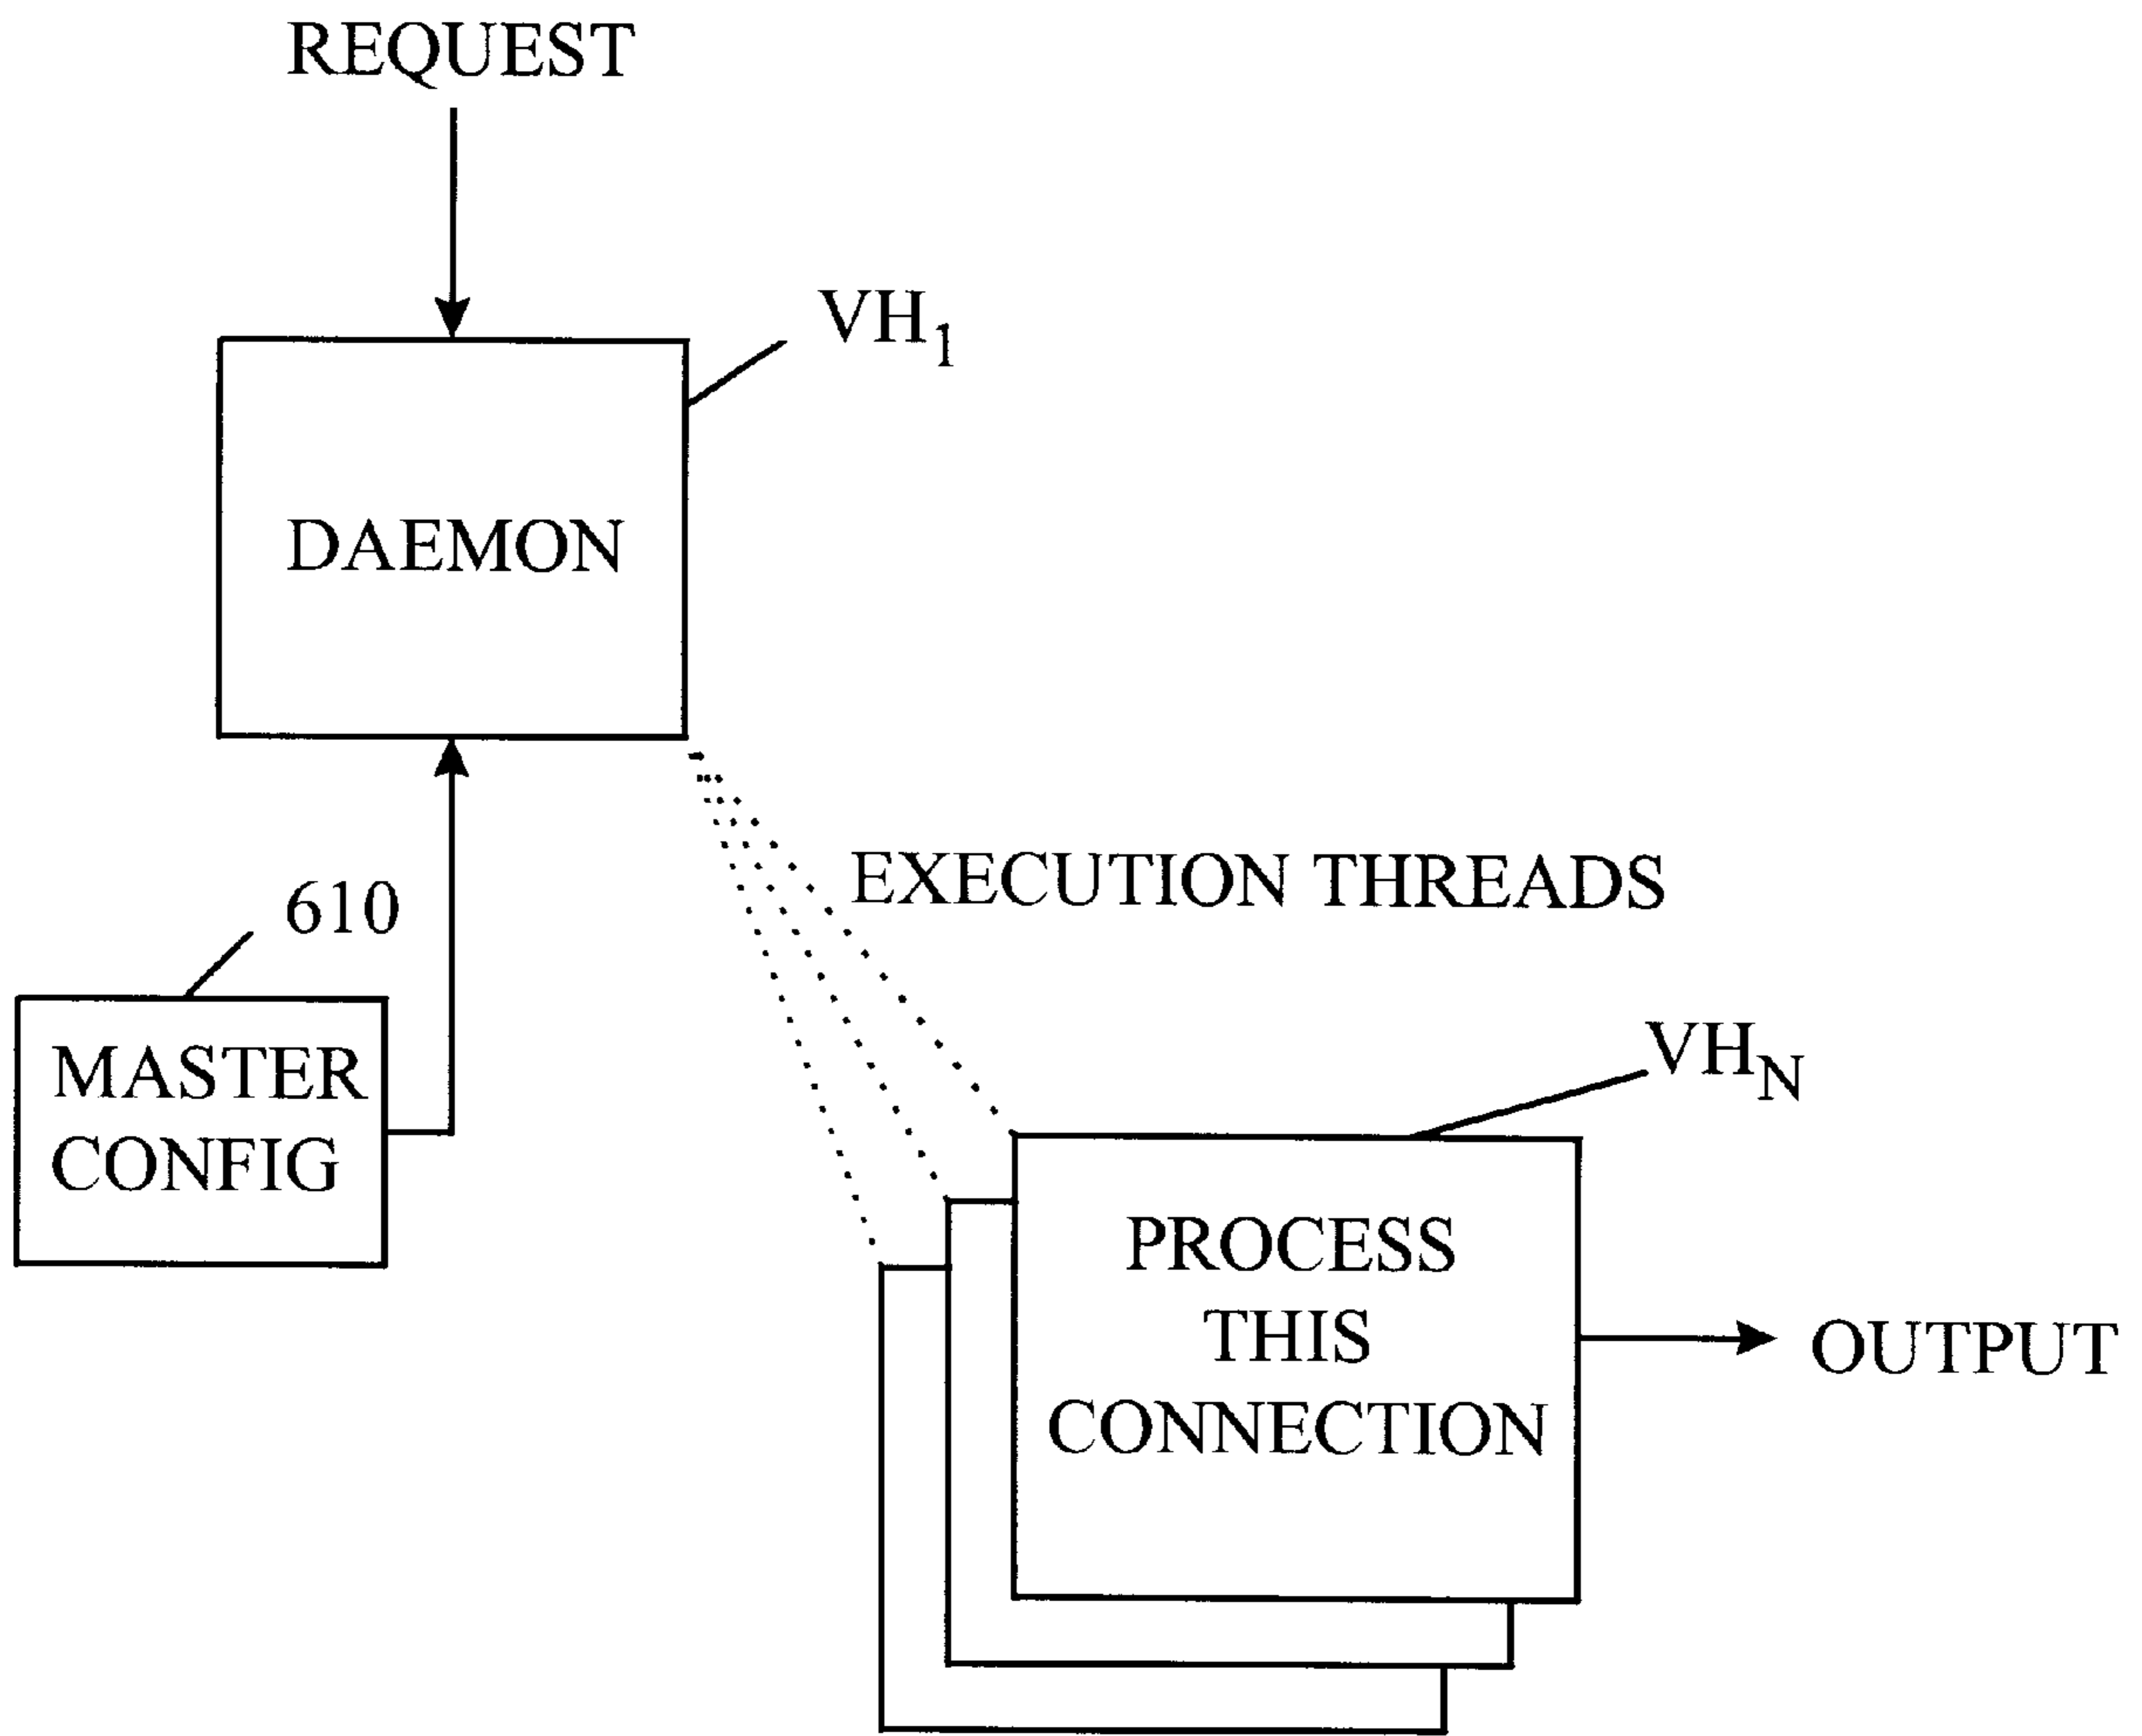 REQUEST
VH1
DAEMON
EXECUTION THREADS
610
MASTER
CONFIG
VHN
PROCESS
THIS
CONNECTION
OUTPUT